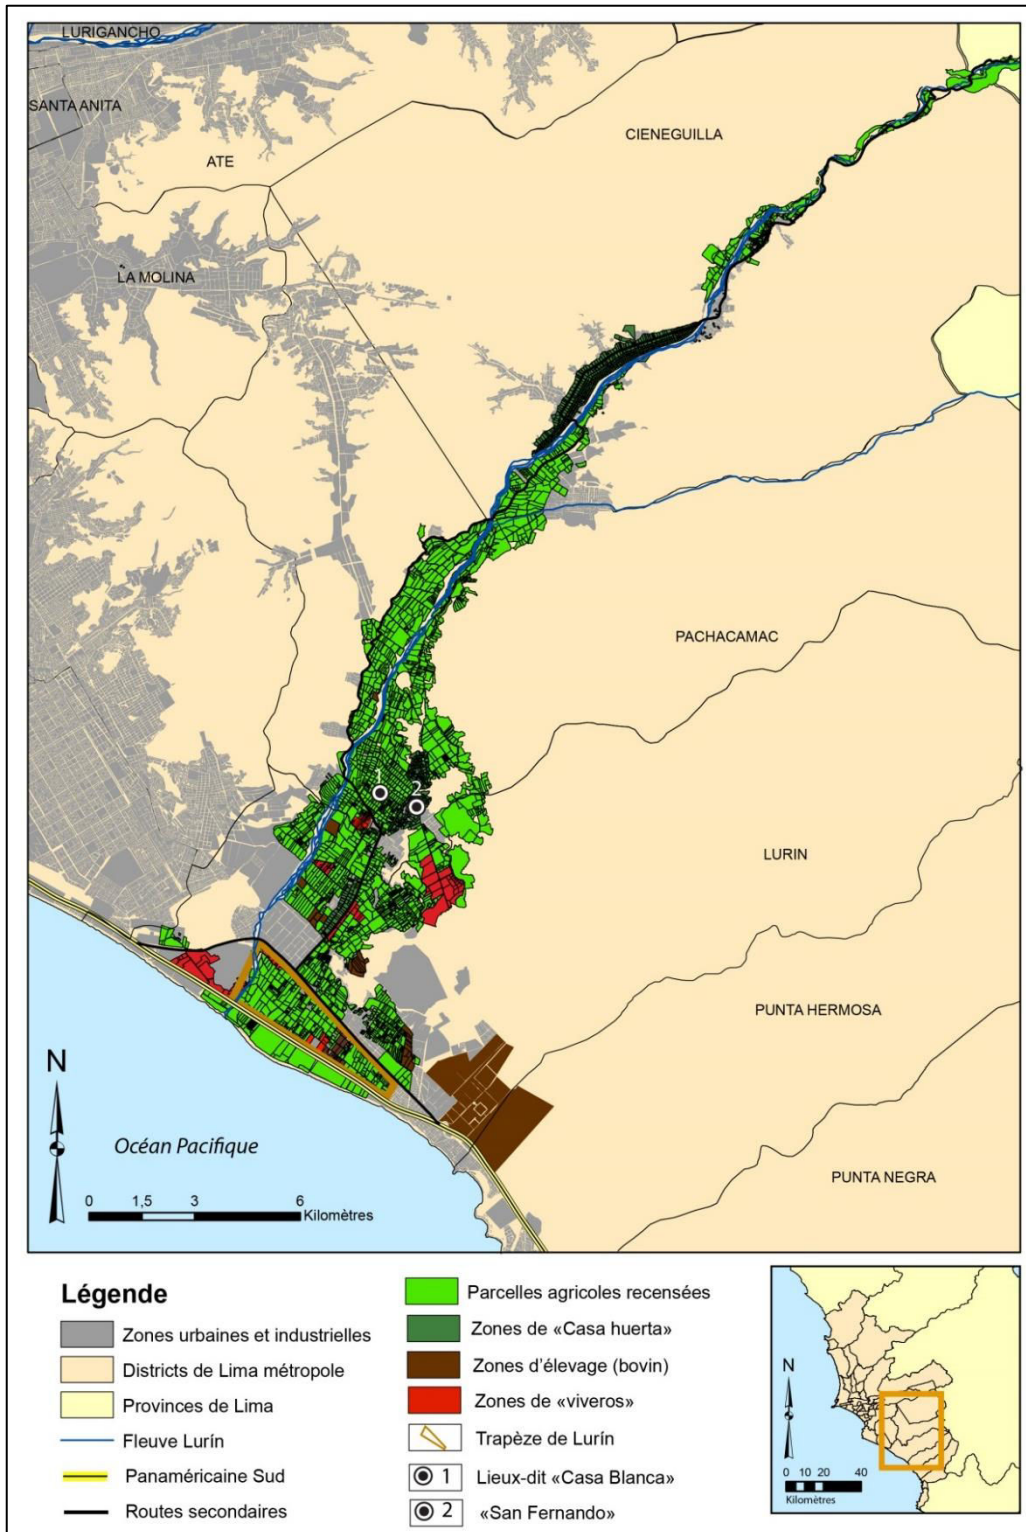 LURIGANCHO
SANTA ANITA
ATE
CIENEGUILLA
LA MOLINA
PACHACAMAC
1
2
LURIN
PUNTA HERMOSA
N
Océan Pacifique
PUNTA NEGRA
0 1,5 3 6
Kilomètres
Légende
Zones urbaines et industrielles
Districts de Lima métropole
Provinces de Lima
Fleuve Lurín
Panaméricaine Sud
Routes secondaires
Parcelles agricoles recensées
Zones de «Casa huerta»
Zones d'élevage (bovin)
Zones de «viveros»
Trapèze de Lurín
1 Lieux-dit «Casa Blanca»
2 «San Fernando»
N
0 10 20 40
Kilomètres